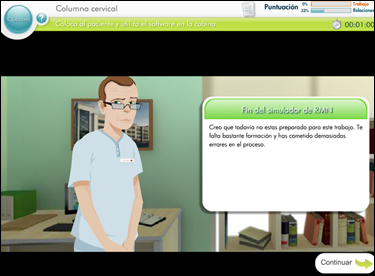 Columna cervical
Puntuación
0%
Trabajo
33%
Relaciones
?
Coloca al paciente y utiliza el software en la cabina.
00:01:00
Fin del simulador de RMN
Creo que todavía no estas preparado para este trabajo. Te
falta bastante formación y has cometido demasiados
errores en el proceso.
Continuar